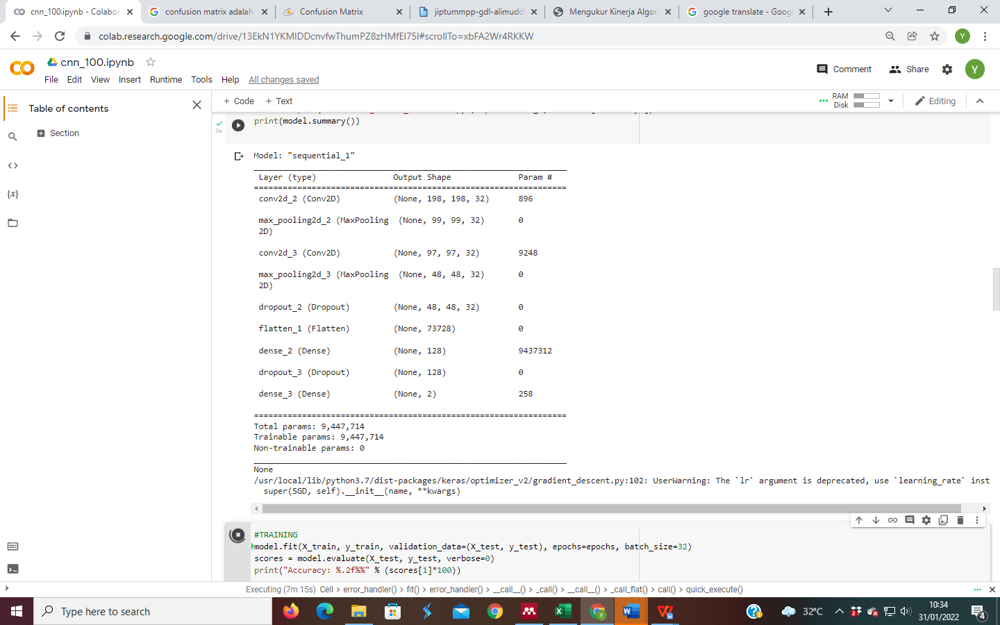 cnn_100.ipynb - Colabor
confusion matrix adalah
Confusion Matrix
jiptummpp-gdl-alimudd
Mengukur Kinerja Algor
google translate - Goog
colab.research.google.com/drive/13EkN1YKMIDDcnvfwThumPZ8zHMfEI75I#scrollTo=xbFA2Wr4RKKW
Y
CO
cnn_100.ipynb
File Edit View Insert Runtime Tools Help All changes saved
Comment
Share
Y
Table of contents
Section
+ Code + Text
RAM
Disk
Editing
0s
print(model.summary())
Model: "sequential_1"
Layer (type) Output Shape Param #
=================================================================
conv2d_2 (Conv2D) (None, 198, 198, 32) 896
max_pooling2d_2 (MaxPooling (None, 99, 99, 32) 0
2D)
conv2d_3 (Conv2D) (None, 97, 97, 32) 9248
max_pooling2d_3 (MaxPooling (None, 48, 48, 32) 0
2D)
dropout_2 (Dropout) (None, 48, 48, 32) 0
flatten_1 (Flatten) (None, 73728) 0
dense_2 (Dense) (None, 128) 9437312
dropout_3 (Dropout) (None, 128) 0
dense_3 (Dense) (None, 2) 258
=================================================================
Total params: 9,447,714
Trainable params: 9,447,714
Non-trainable params: 0
None
/usr/local/lib/python3.7/dist-packages/keras/optimizer_v2/gradient_descent.py:102: UserWarning: The `lr` argument is deprecated, use `learning_rate` inst
super(SGD, self).__init__(name, **kwargs)
#TRAINING
model.fit(X_train, y_train, validation_data=(X_test, y_test), epochs=epochs, batch_size=32)
scores = model.evaluate(X_test, y_test, verbose=0)
print("Accuracy: %.2f%%" % (scores[1]*100))
Executing (7m 15s) Cell > error_handler() > fit() > error_handler() > __call__() > _call() > __call__() > _call_flat() > call() > quick_execute()
Type here to search
32°C
10:34
31/01/2022
4